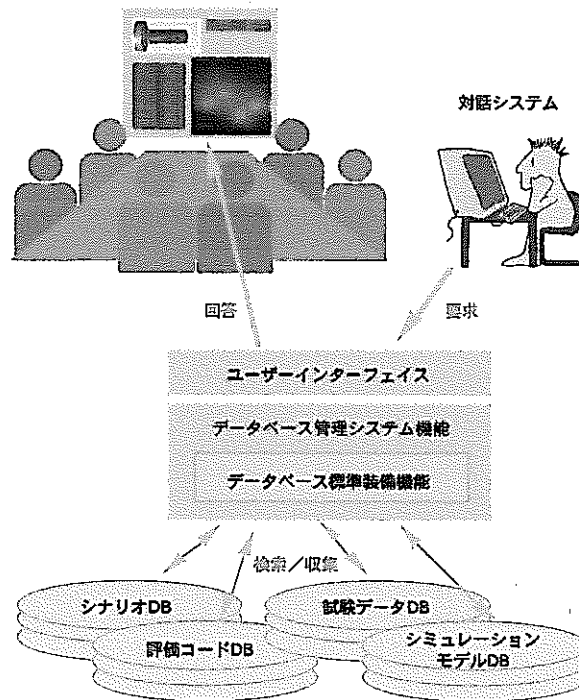 対話システム
回答
要求
ユーザーインターフェイス
データベース管理システム機能
データベース標準装備機能
検索／収集
シナリオDB
試験データDB
評価コードDB
シミュレーション
モデルDB